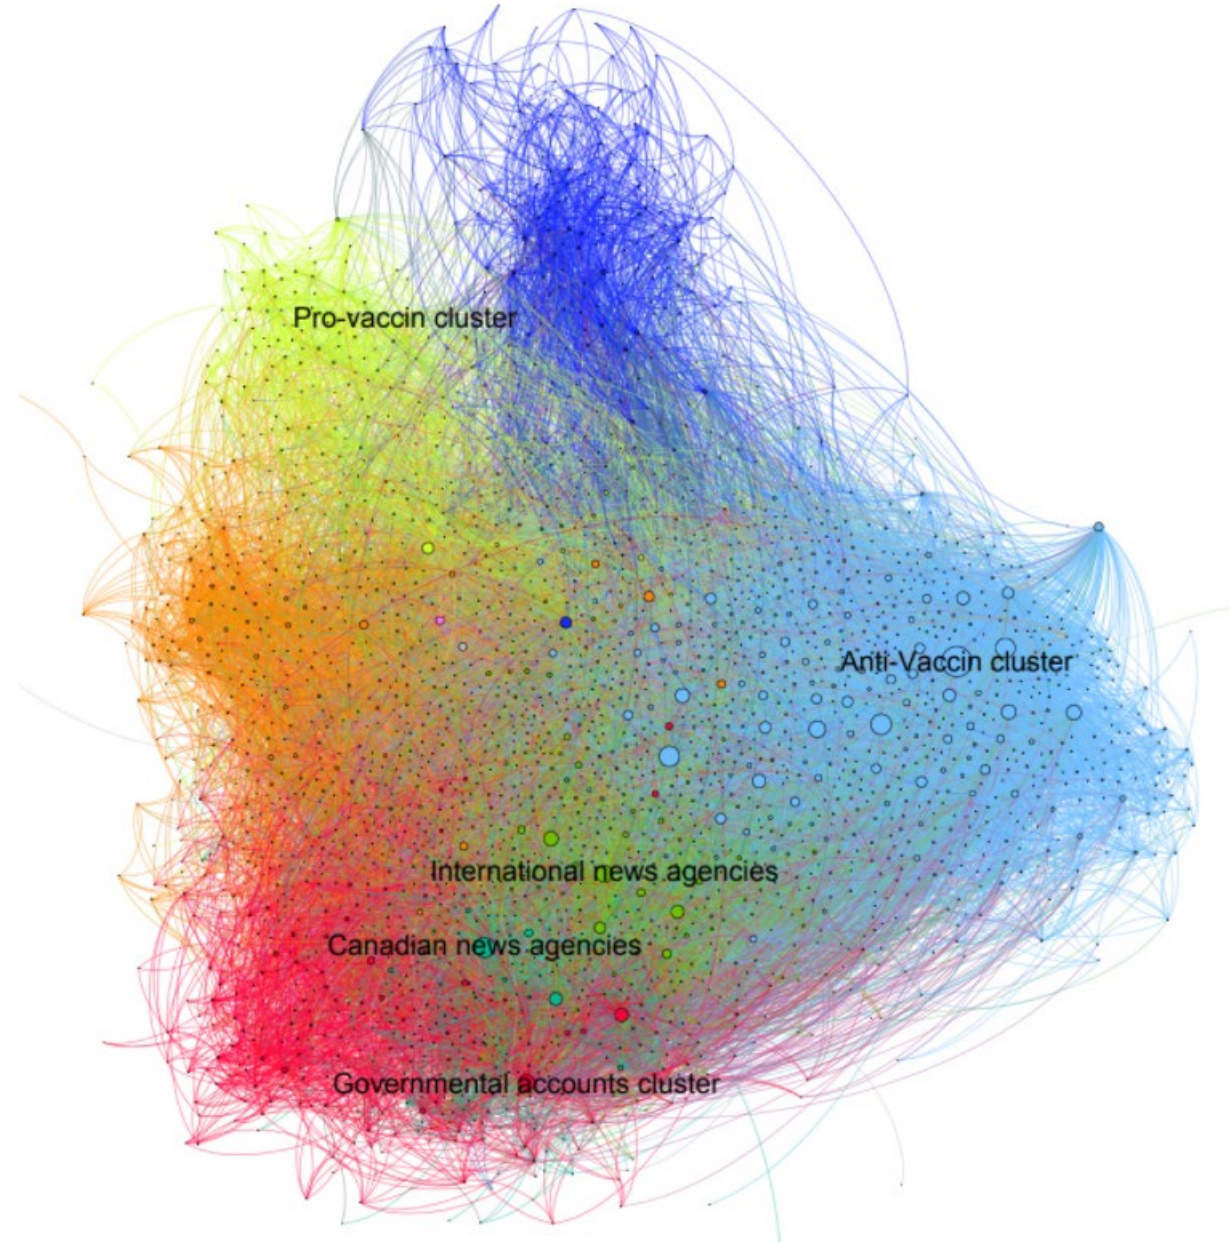 Pro-vaccin cluster
Anti-Vaccin cluster
International news agencies
Canadian news agencies
Governmental accounts cluster